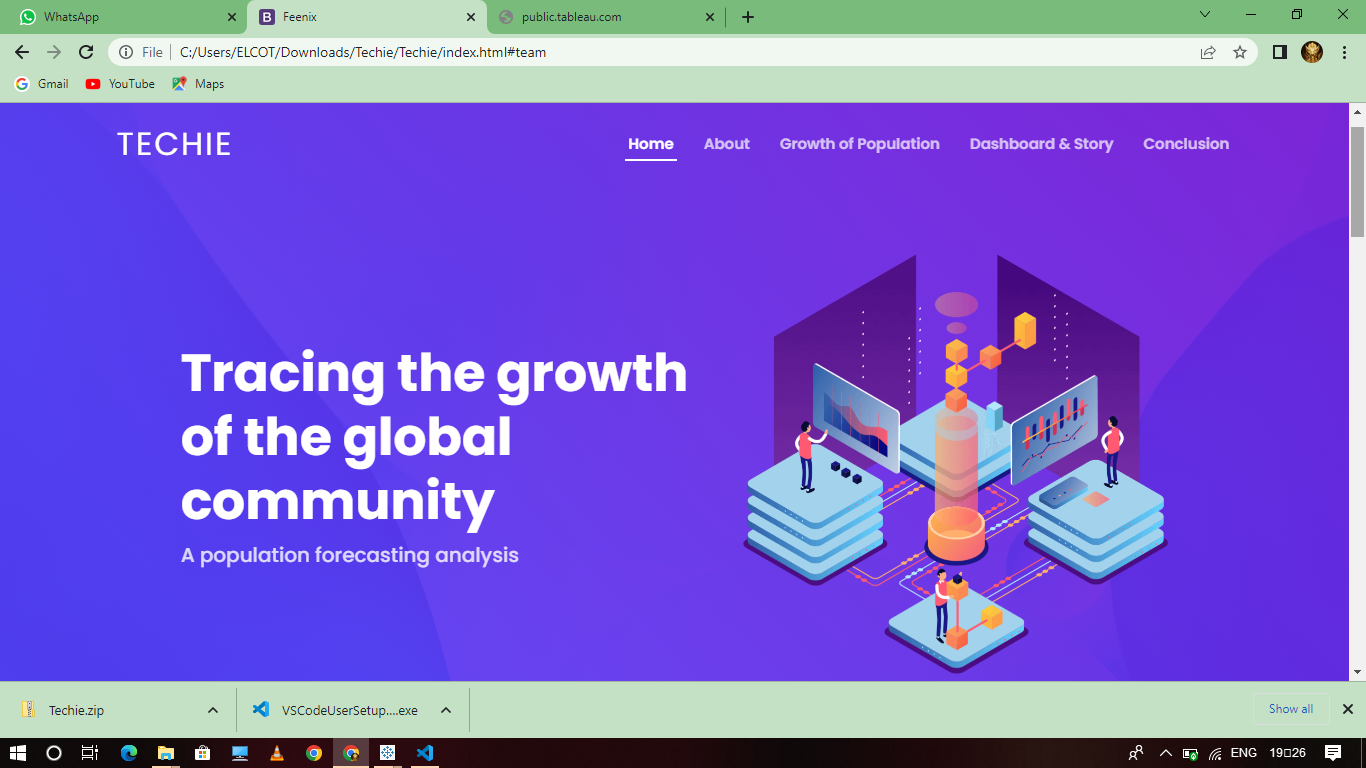 WhatsApp
Feenix
public.tableau.com
File
C:/Users/ELCOT/Downloads/Techie/Techie/index.html#team
Gmail
YouTube
Maps
TECHIE
Home
About
Growth of Population
Dashboard & Story
Conclusion
Tracing the growth
of the global
community
A population forecasting analysis
Techie.zip
VSCodeUserSetup....exe
Show all
ENG
19▯26